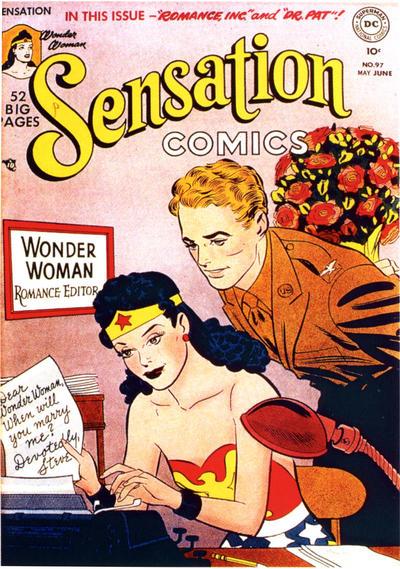 ENSATION
IN THIS ISSUE – "ROMANCE, INC." and "DR. PAT"!
Wonder
Woman
52
BIG
PAGES
Sensation
COMICS
SUPERMAN
DC
NATIONAL COMICS
10¢
NO. 97
MAY JUNE
WONDER
WOMAN
ROMANCE EDITOR
US
Dear
Wonder Woman,
When will
you marry
me?
Devotedly,
Steve